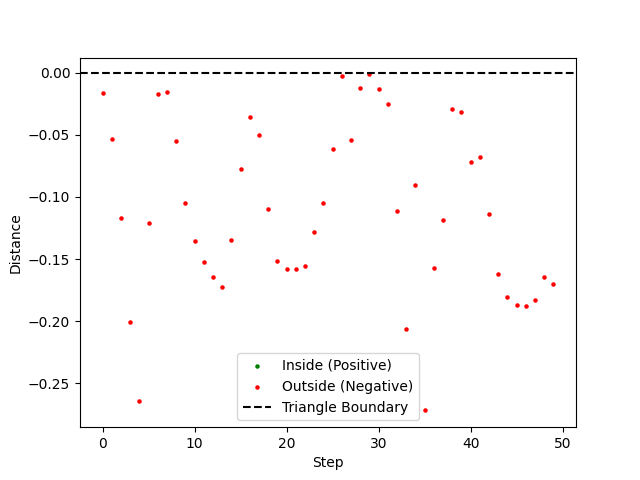 0.00
−0.05
−0.10
−0.15
−0.20
−0.25
Distance
Inside (Positive)
Outside (Negative)
Triangle Boundary
0
10
20
30
40
50
Step